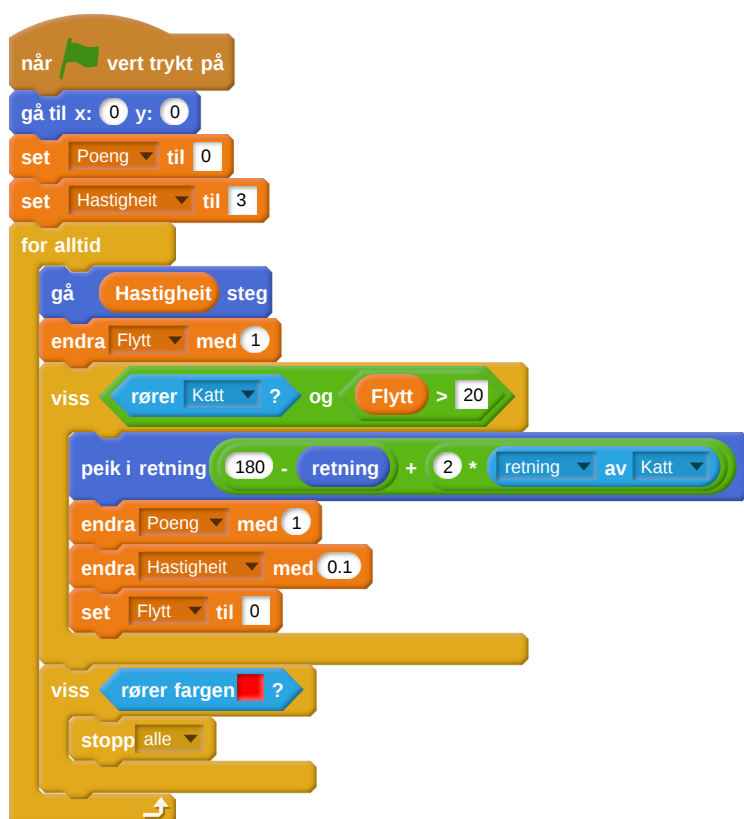 når vert trykt på
gå til x: 0 y: 0
set Poeng til 0
set Hastigheit til 3
for alltid
gå Hastigheit steg
endra Flytt med 1
viss rører Katt ? og Flytt > 20
peik i retning 180 - retning + 2 * retning av Katt
endra Poeng med 1
endra Hastigheit med 0.1
set Flytt til 0
viss rører fargen ?
stopp alle